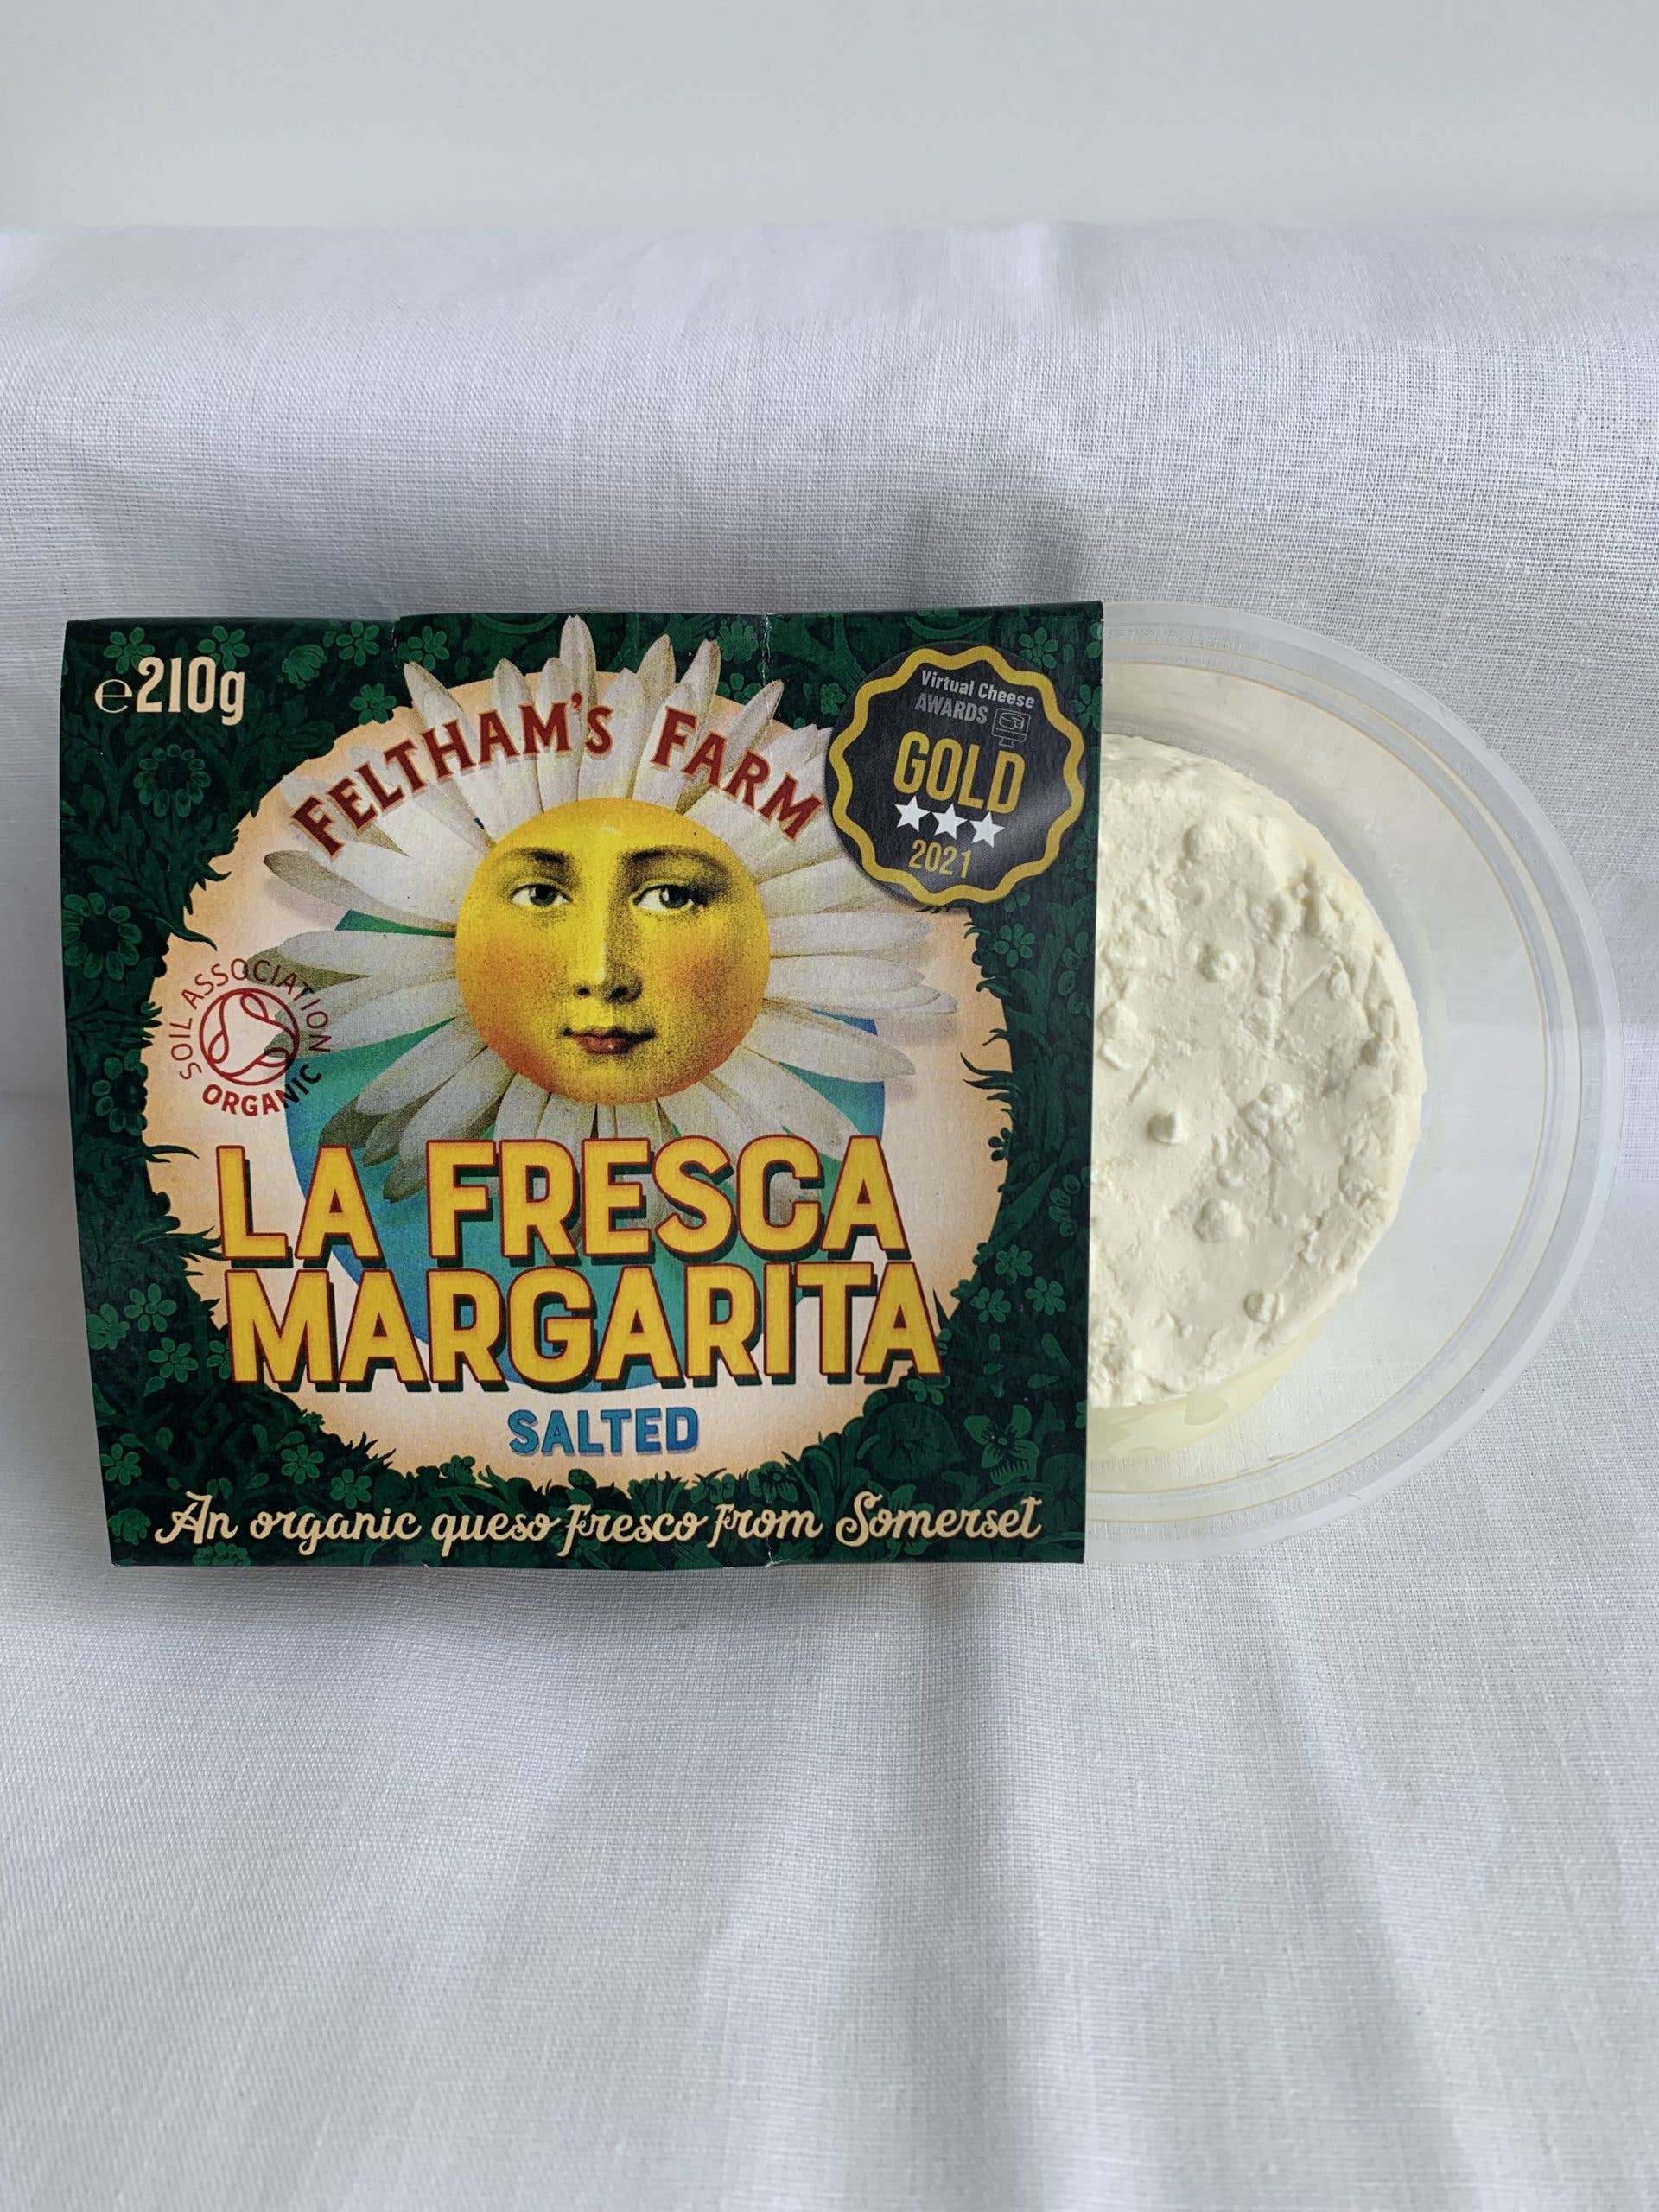 ℮210g
FELTHAM'S FARM
Virtual Cheese
AWARDS
GOLD
2021
SOIL ASSOCIATION
ORGANIC
LA FRESCA
MARGARITA
SALTED
An organic queso fresco from Somerset